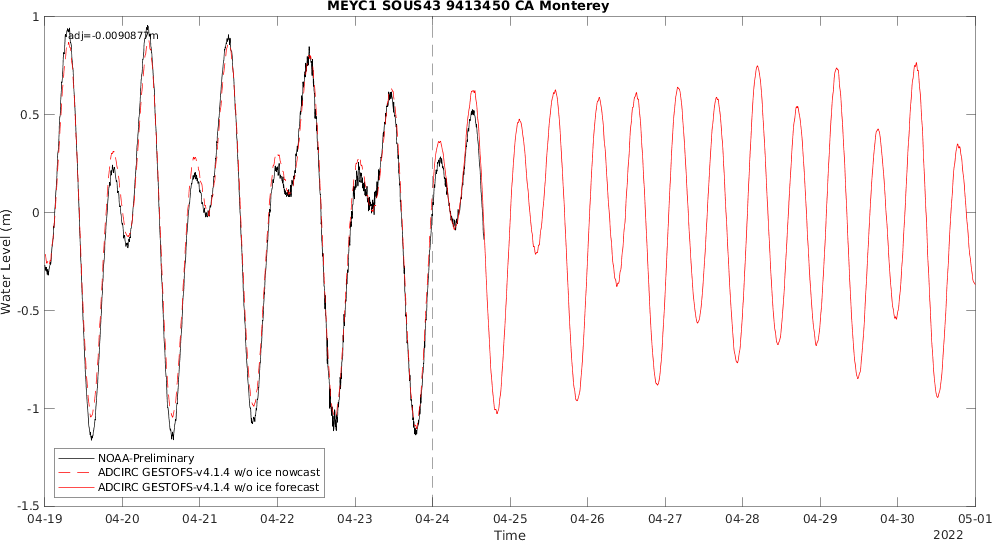 MEYC1 SOUS43 9413450 CA Monterey
adj=-0.0090877m
1
0.5
0
-0.5
-1
-1.5
Water Level (m)
NOAA-Preliminary
ADCIRC GESTOFS-v4.1.4 w/o ice nowcast
ADCIRC GESTOFS-v4.1.4 w/o ice forecast
04-19 04-20 04-21 04-22 04-23 04-24 04-25 04-26 04-27 04-28 04-29 04-30 05-01
Time
2022